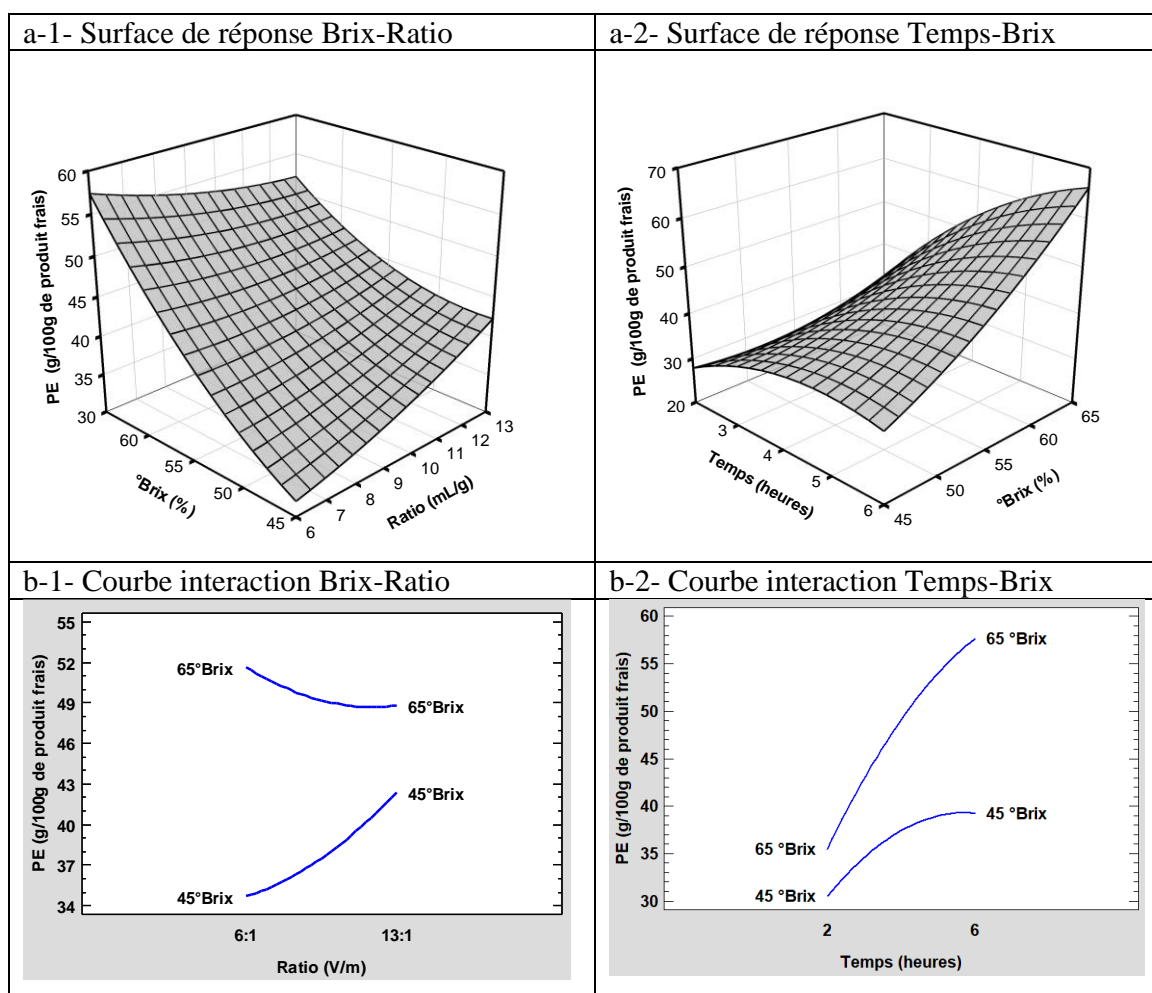 a-1- Surface de réponse Brix-Ratio
a-2- Surface de réponse Temps-Brix
60
55
50
45
40
35
30
PE (g/100g de produit frais)
60
55
50
45
°Brix (%)
6
7
8
9
10
11
12
13
Ratio (mL/g)
70
60
50
40
30
20
PE (g/100g de produit frais)
3
4
5
6
Temps (heures)
45
50
55
60
65
°Brix (%)
b-1- Courbe interaction Brix-Ratio
b-2- Courbe interaction Temps-Brix
55
52
49
46
43
40
37
34
PE (g/100g de produit frais)
65°Brix
65°Brix
45°Brix
45°Brix
6:1
13:1
Ratio (V/m)
60
55
50
45
40
35
30
PE (g/100g de produit frais)
65 °Brix
45 °Brix
65 °Brix
45 °Brix
2
6
Temps (heures)